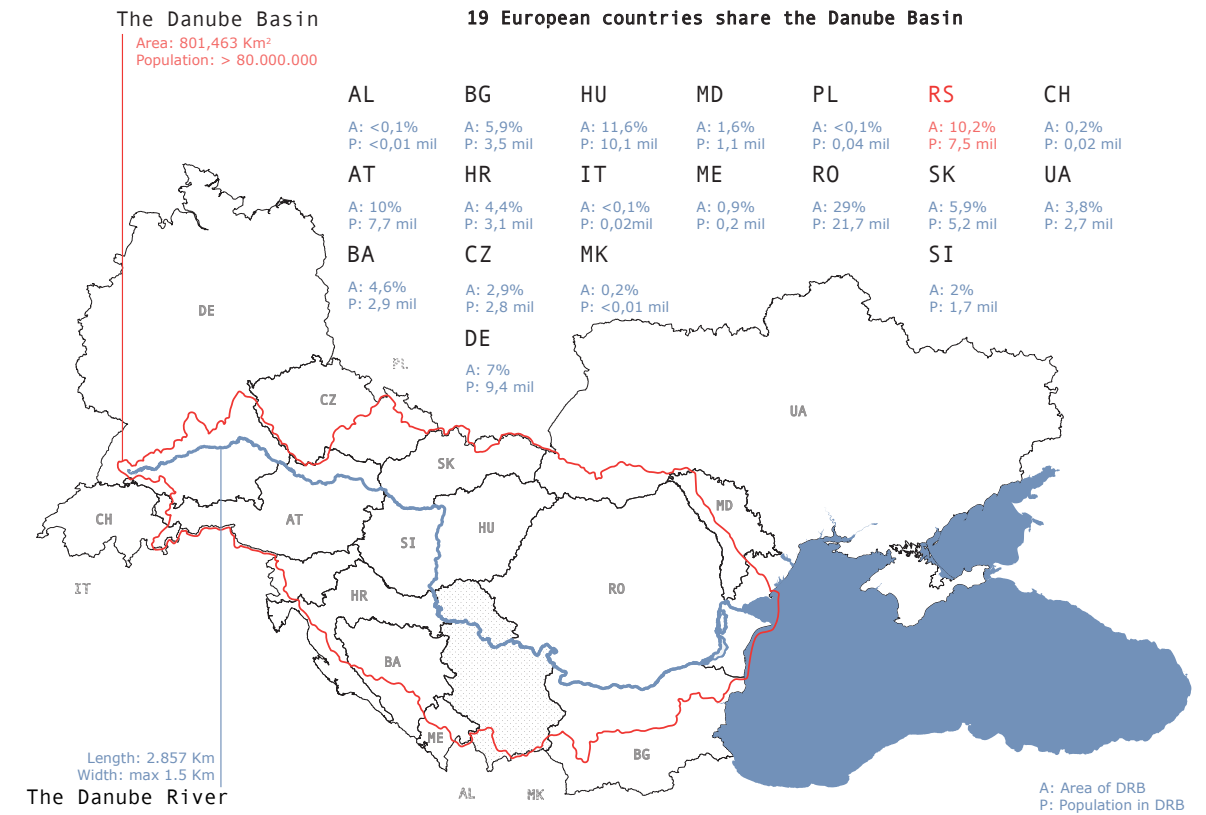 The Danube Basin
19 European countries share the Danube Basin
Area: 801,463 Km²
Population: > 80.000.000
AL
A: <0,1%
P: <0,01 mil
BG
A: 5,9%
P: 3,5 mil
HU
A: 11,6%
P: 10,1 mil
MD
A: 1,6%
P: 1,1 mil
PL
A: <0,1%
P: 0,04 mil
RS
A: 10,2%
P: 7,5 mil
CH
A: 0,2%
P: 0,02 mil
AT
A: 10%
P: 7,7 mil
HR
A: 4,4%
P: 3,1 mil
IT
A: <0,1%
P: 0,02mil
ME
A: 0,9%
P: 0,2 mil
RO
A: 29%
P: 21,7 mil
SK
A: 5,9%
P: 5,2 mil
UA
A: 3,8%
P: 2,7 mil
BA
A: 4,6%
P: 2,9 mil
CZ
A: 2,9%
P: 2,8 mil
MK
A: 0,2%
P: <0,01 mil
SI
A: 2%
P: 1,7 mil
DE
A: 7%
P: 9,4 mil
DE
PL
CZ
UA
SK
MD
CH
AT
HU
SI
IT
HR
RO
BA
ME
BG
AL
MK
Length: 2.857 Km
Width: max 1.5 Km
The Danube River
A: Area of DRB
P: Population in DRB